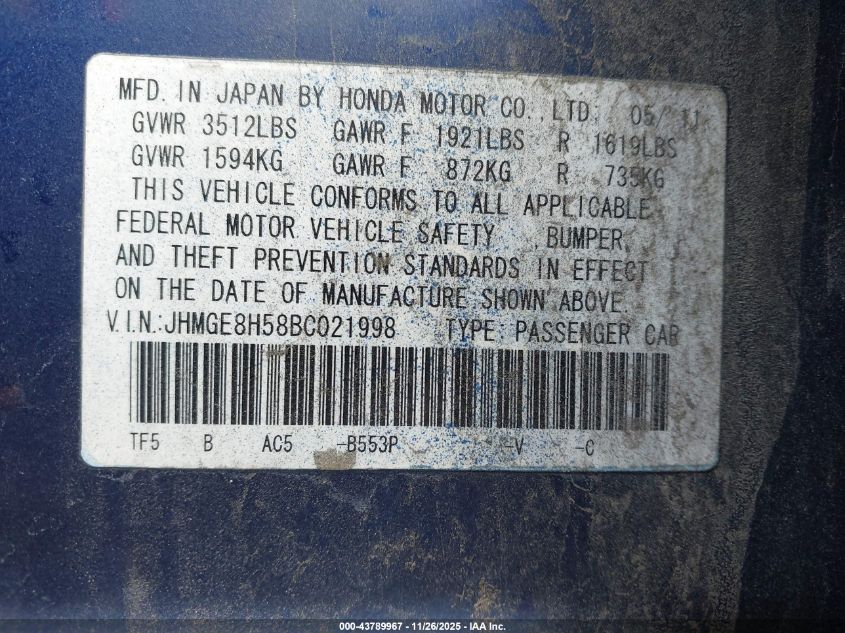 MFD. IN JAPAN BY HONDA MOTOR CO., LTD. 05/ 11
GVWR 3512LBS GAWR F 1921LBS R 1619LBS
GVWR 1594KG GAWR F 872KG R 735KG
THIS VEHICLE CONFORMS TO ALL APPLICABLE
FEDERAL MOTOR VEHICLE SAFETY ,BUMPER,
AND THEFT PREVENTION STANDARDS IN EFFECT
ON THE DATE OF MANUFACTURE SHOWN ABOVE.
V.I.N.:JHMGE8H58BC021998 TYPE: PASSENGER CAR
TF5 B AC5 -B553P -V -C
000-43789967 - 11/26/2025 - IAA Inc.